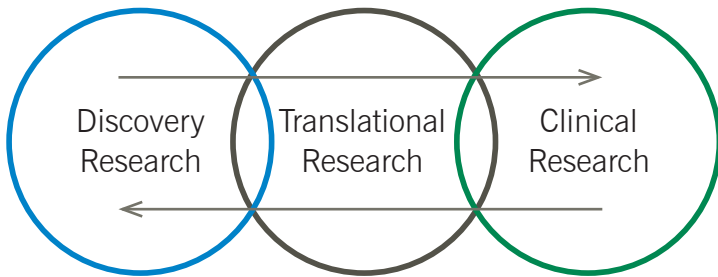 Discovery
Research
Translational
Research
Clinical
Research